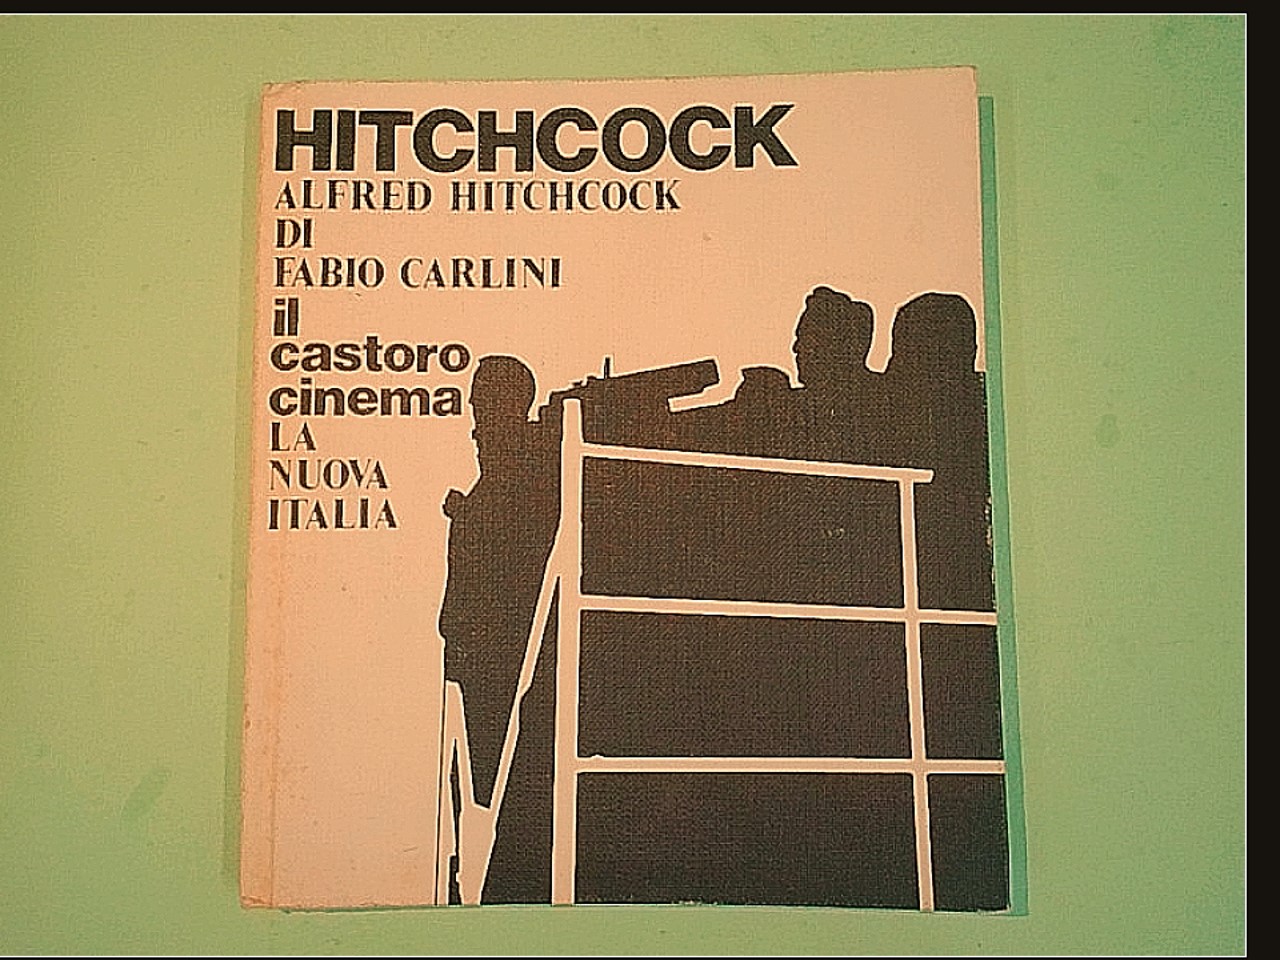 HITCHCOCK
ALFRED HITCHCOCK
DI
FABIO CARLINI
il
castoro
cinema
LA
NUOVA
ITALIA